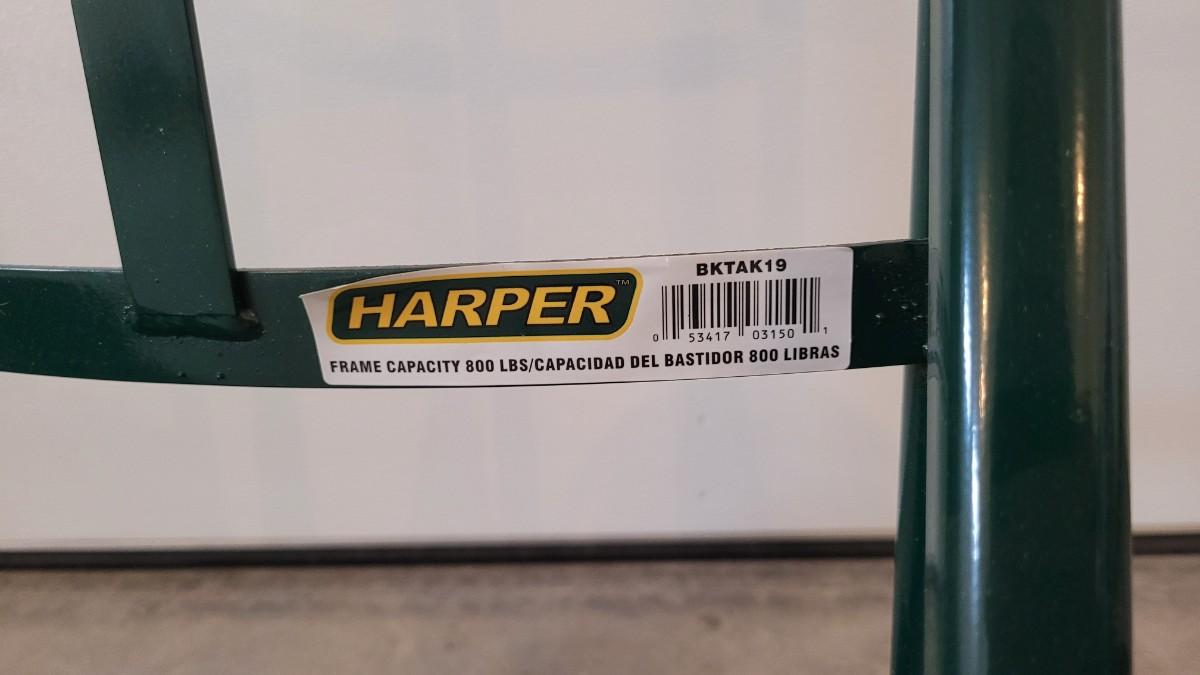 HARPER™
BKTAK19
0 53417 03150 1
FRAME CAPACITY 800 LBS/CAPACIDAD DEL BASTIDOR 800 LIBRAS